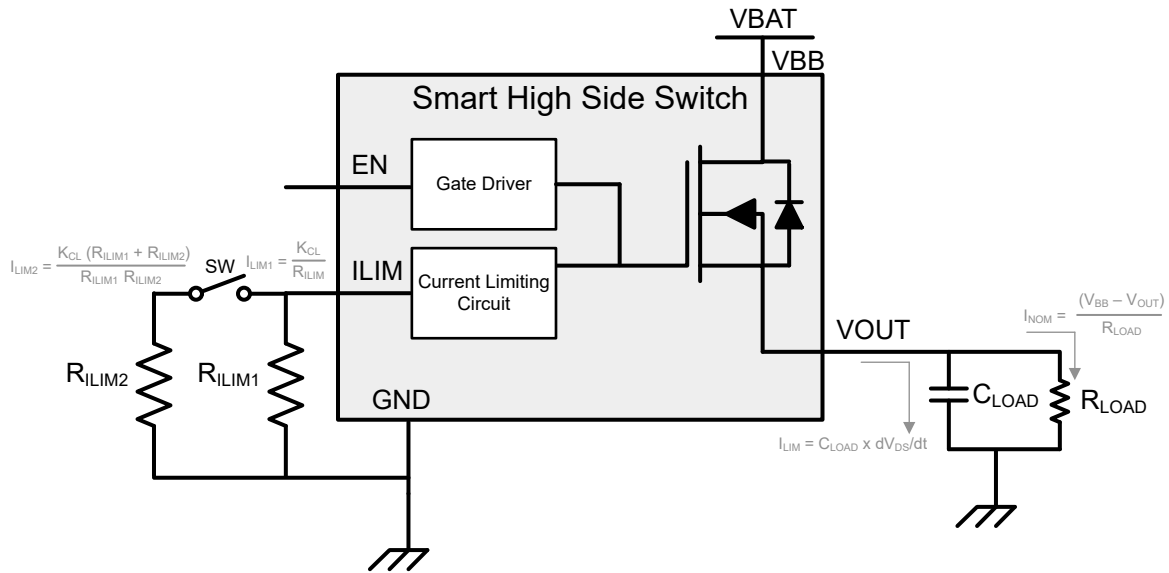 VBAT
VBB
Smart High Side Switch
EN
Gate Driver
I_LIM2 = K_CL (R_ILIM1 + R_ILIM2) / R_ILIM1 R_ILIM2
SW
I_LIM1 = K_CL / R_ILIM
ILIM
Current Limiting
Circuit
I_NOM = (V_BB – V_OUT) / R_LOAD
VOUT
R_ILIM2
R_ILIM1
GND
C_LOAD
R_LOAD
I_LIM = C_LOAD x dV_DS/dt